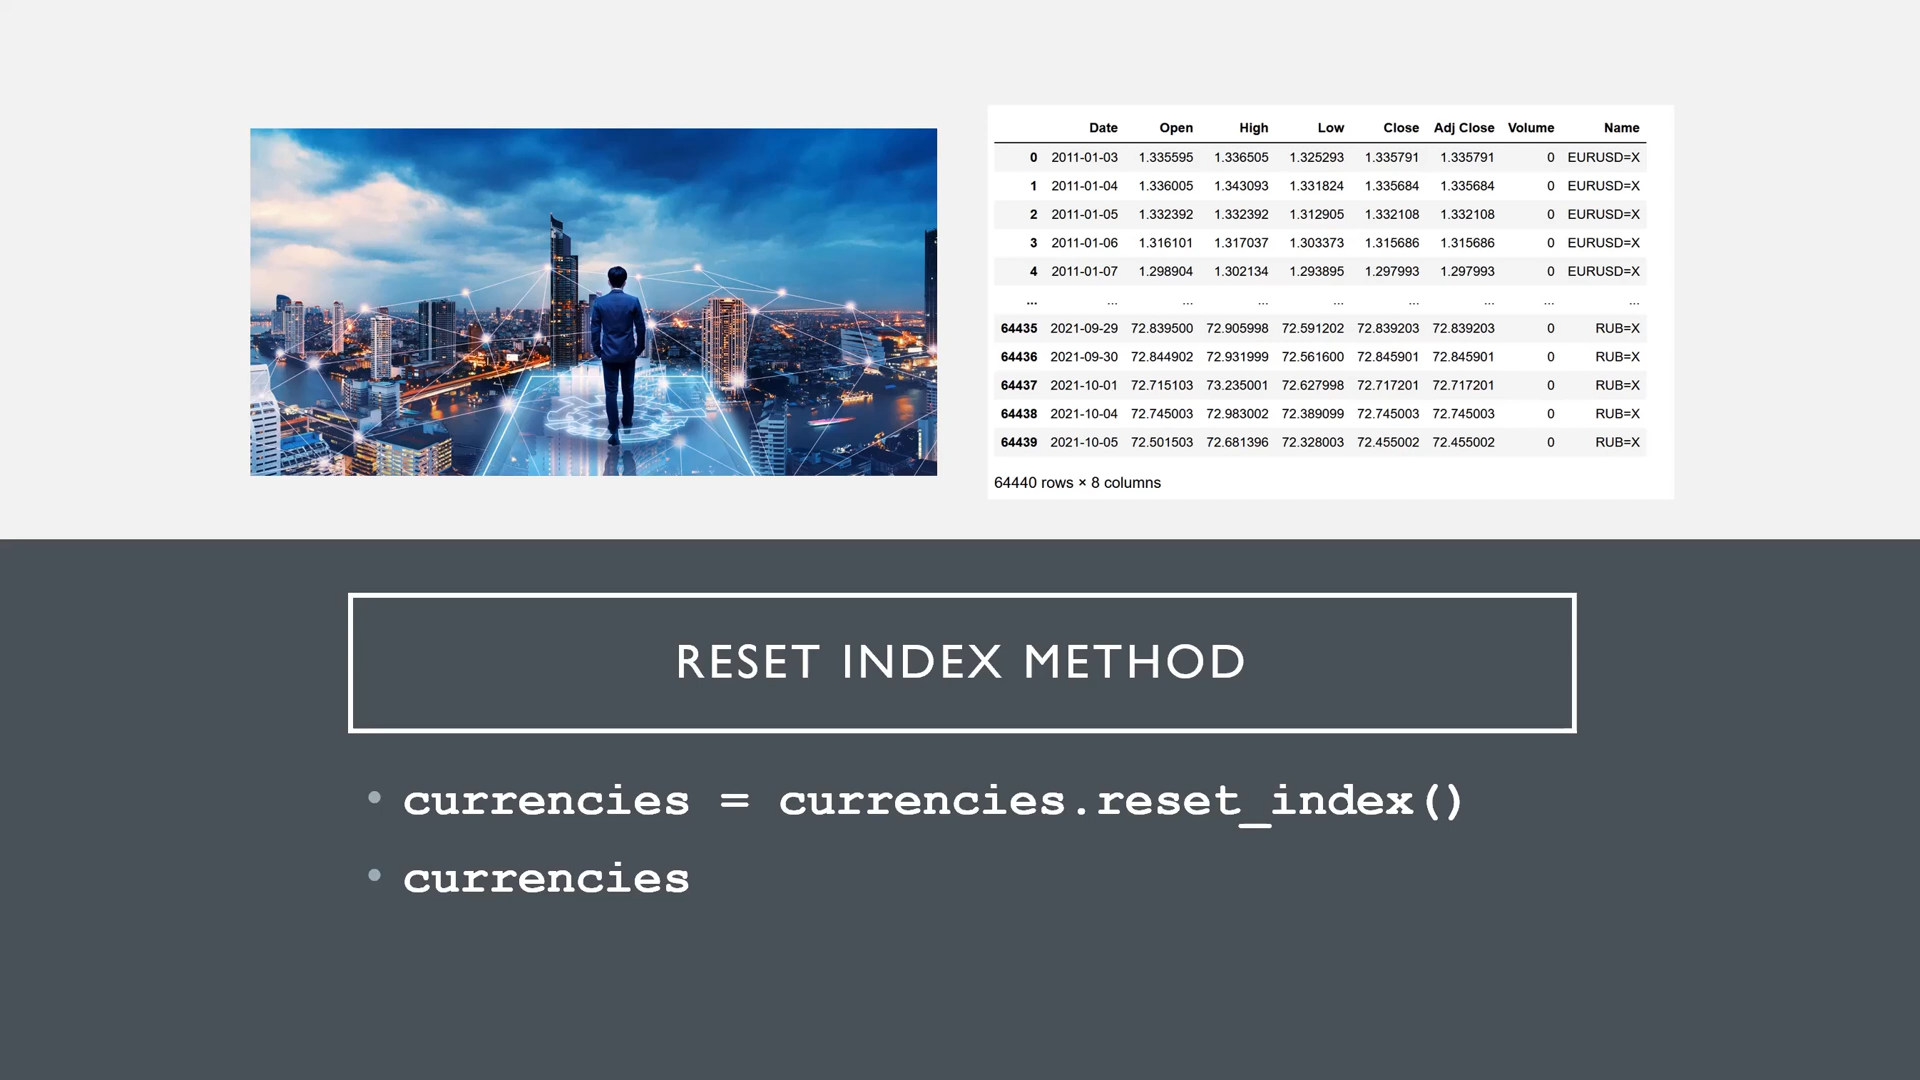 Date Open High Low Close Adj Close Volume Name
0 2011-01-03 1.335595 1.336505 1.325293 1.335791 1.335791 0 EURUSD=X
1 2011-01-04 1.336005 1.343093 1.331824 1.335684 1.335684 0 EURUSD=X
2 2011-01-05 1.332392 1.332392 1.312905 1.332108 1.332108 0 EURUSD=X
3 2011-01-06 1.316101 1.317037 1.303373 1.315686 1.315686 0 EURUSD=X
4 2011-01-07 1.298904 1.302134 1.293895 1.297993 1.297993 0 EURUSD=X
... ... ... ... ... ... ... ... ...
64435 2021-09-29 72.839500 72.905998 72.591202 72.839203 72.839203 0 RUB=X
64436 2021-09-30 72.844902 72.931999 72.561600 72.845901 72.845901 0 RUB=X
64437 2021-10-01 72.715103 73.235001 72.627998 72.717201 72.717201 0 RUB=X
64438 2021-10-04 72.745003 72.983002 72.389099 72.745003 72.745003 0 RUB=X
64439 2021-10-05 72.501503 72.681396 72.328003 72.455002 72.455002 0 RUB=X
64440 rows × 8 columns
RESET INDEX METHOD
• currencies = currencies.reset_index()
• currencies